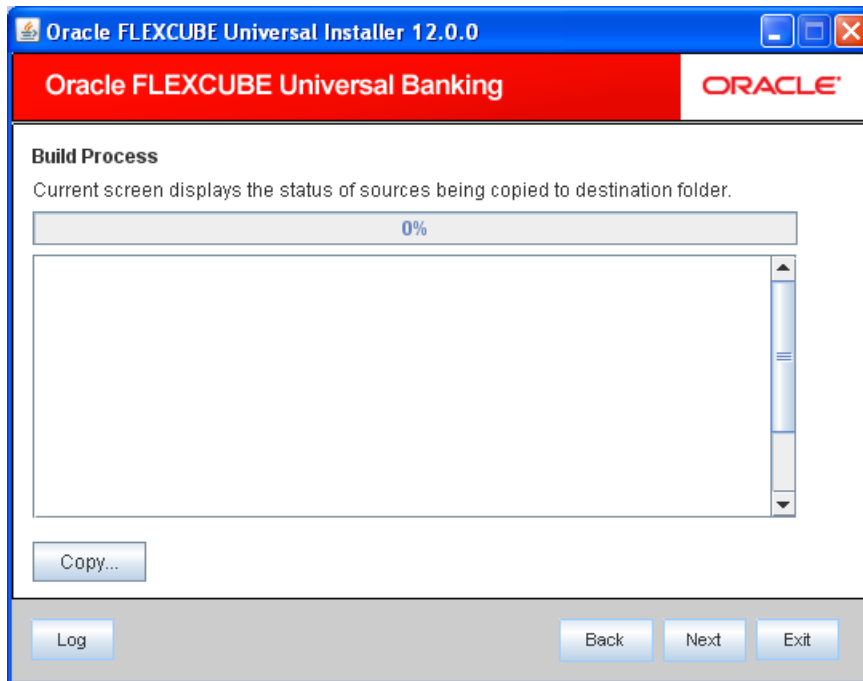 Oracle FLEXCUBE Universal Installer 12.0.0
Oracle FLEXCUBE Universal Banking
ORACLE
Build Process
Current screen displays the status of sources being copied to destination folder.
0%
Copy...
Log
Back
Next
Exit